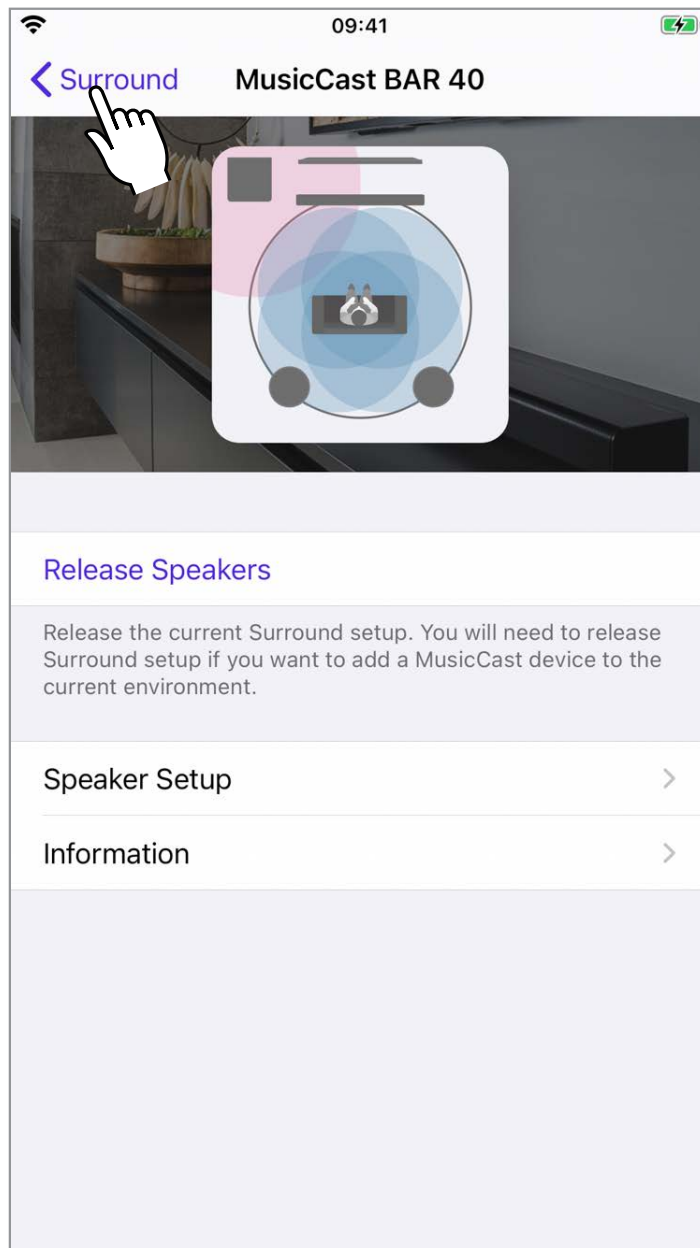 09:41
Surround
MusicCast BAR 40
Release Speakers
Release the current Surround setup. You will need to release
Surround setup if you want to add a MusicCast device to the
current environment.
Speaker Setup
Information